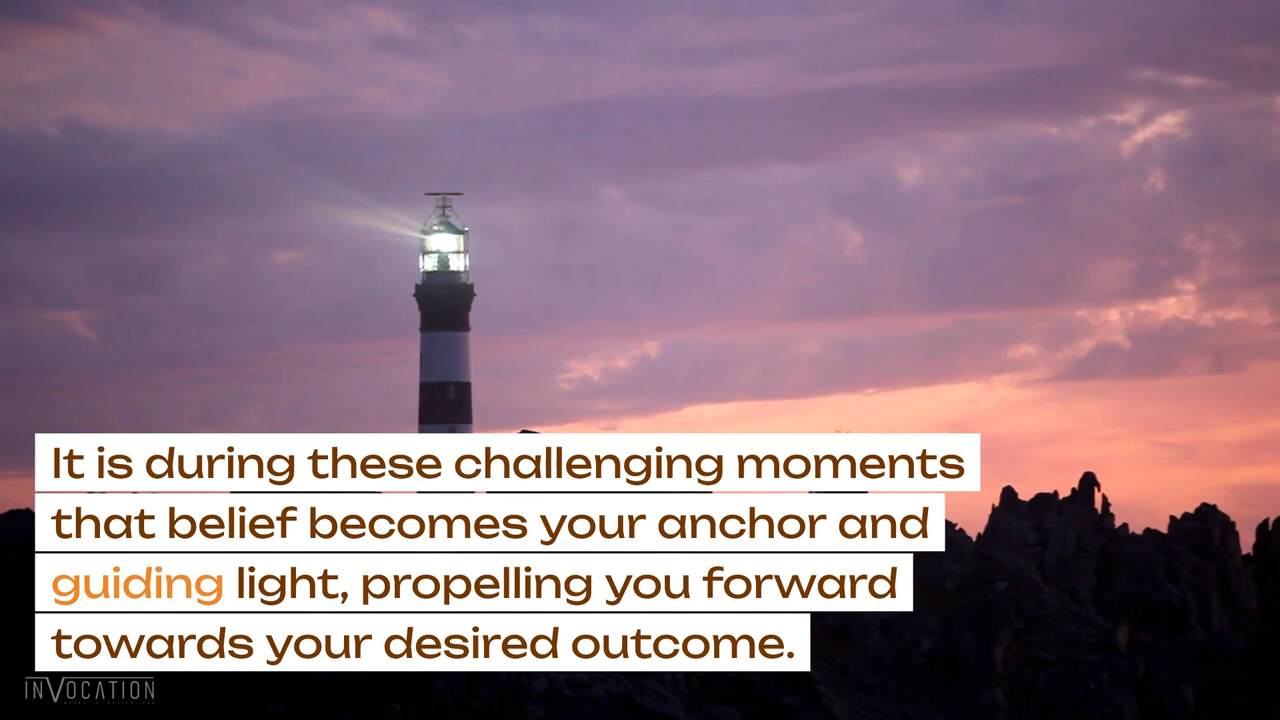 It is during these challenging moments
that belief becomes your anchor and
guiding light, propelling you forward
towards your desired outcome.
INVOCATION